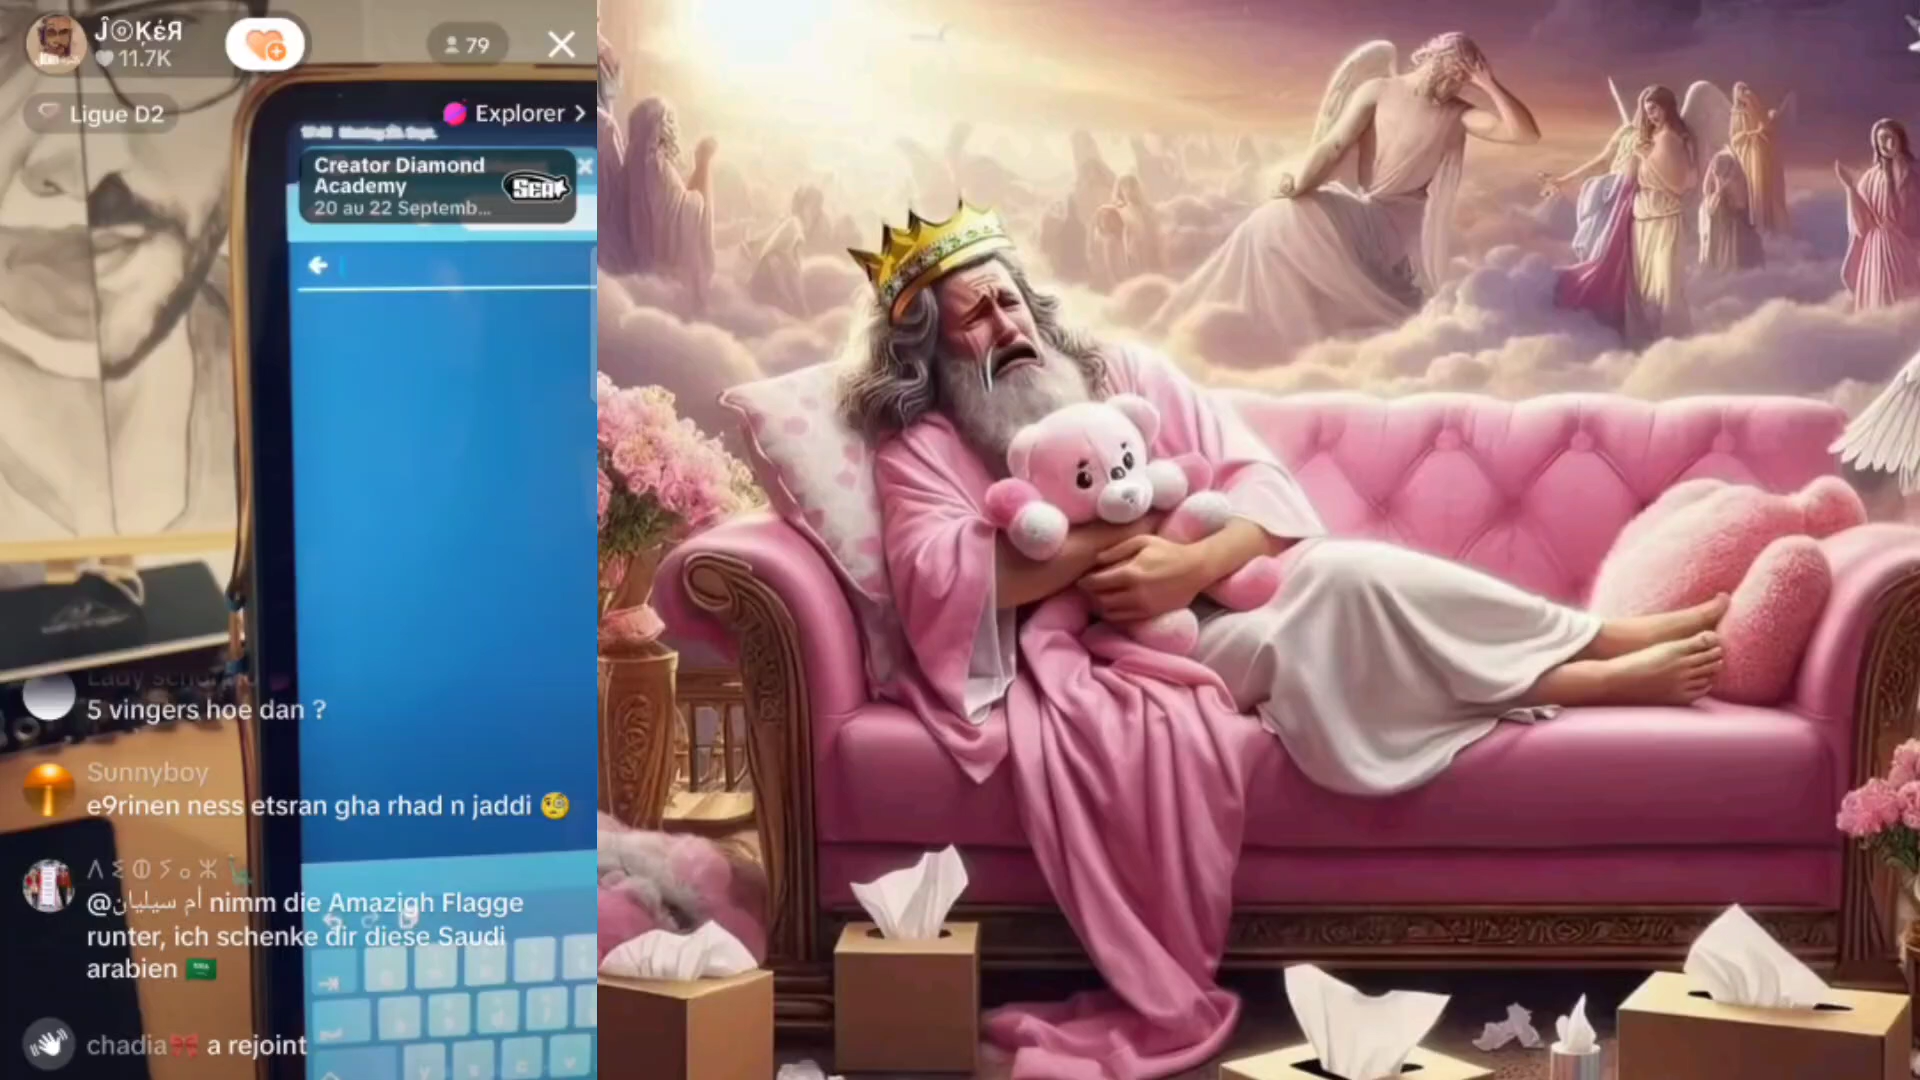 Ĵ⦾Ķέя
11.7K
79
Ligue D2
Explorer
Creator Diamond
Academy
20 au 22 Septemb...
5 vingers hoe dan ?
Sunnyboy
e9rinen ness etsran gha rhad n jaddi 🧐
ⴷⵉⵀⵢⴰⵣ
@أم سيليان nimm die Amazigh Flagge
runter, ich schenke dir diese Saudi
arabien 🇸🇦
chadia🎀 a rejoint